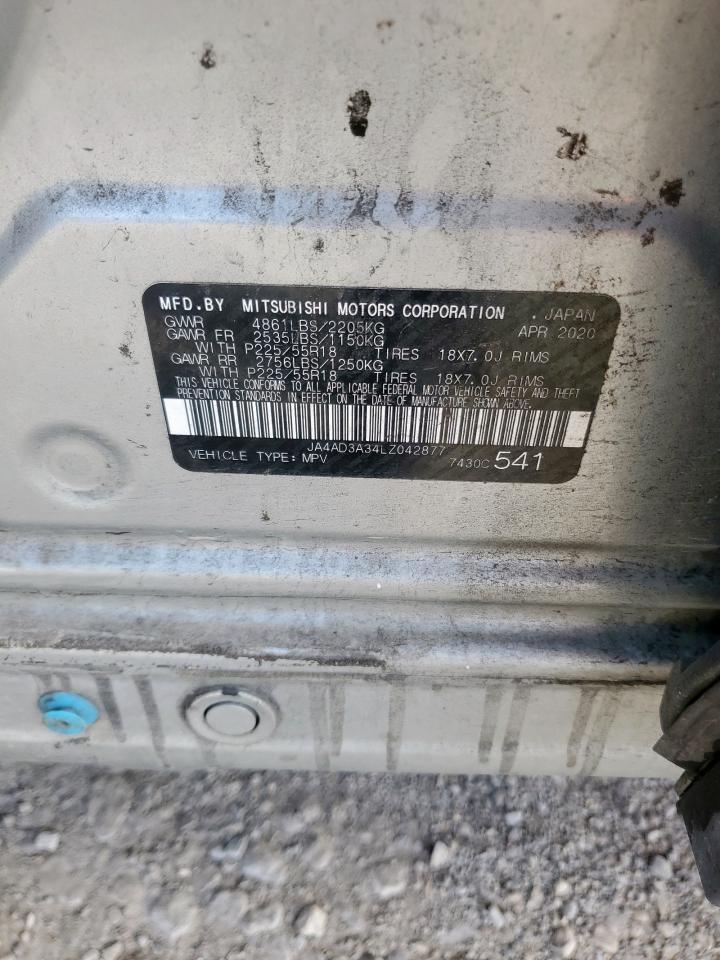 MFD.BY MITSUBISHI MOTORS CORPORATION . JAPAN
GVWR 4861LBS/2205KG APR 2020
GAWR FR 2535LBS/1150KG
WITH P225/55R18 TIRES 18X7.0J RIMS
GAWR RR 2756LBS/1250KG
WITH P225/55R18 TIRES 18X7.0J RIMS
THIS VEHICLE CONFORMS TO ALL APPLICABLE FEDERAL MOTOR VEHICLE SAFETY AND THEFT
PREVENTION STANDARDS IN EFFECT ON THE DATE OF MANUFACTURE SHOWN ABOVE.
JA4AD3A34LZ042877
VEHICLE TYPE: MPV 7430C 541